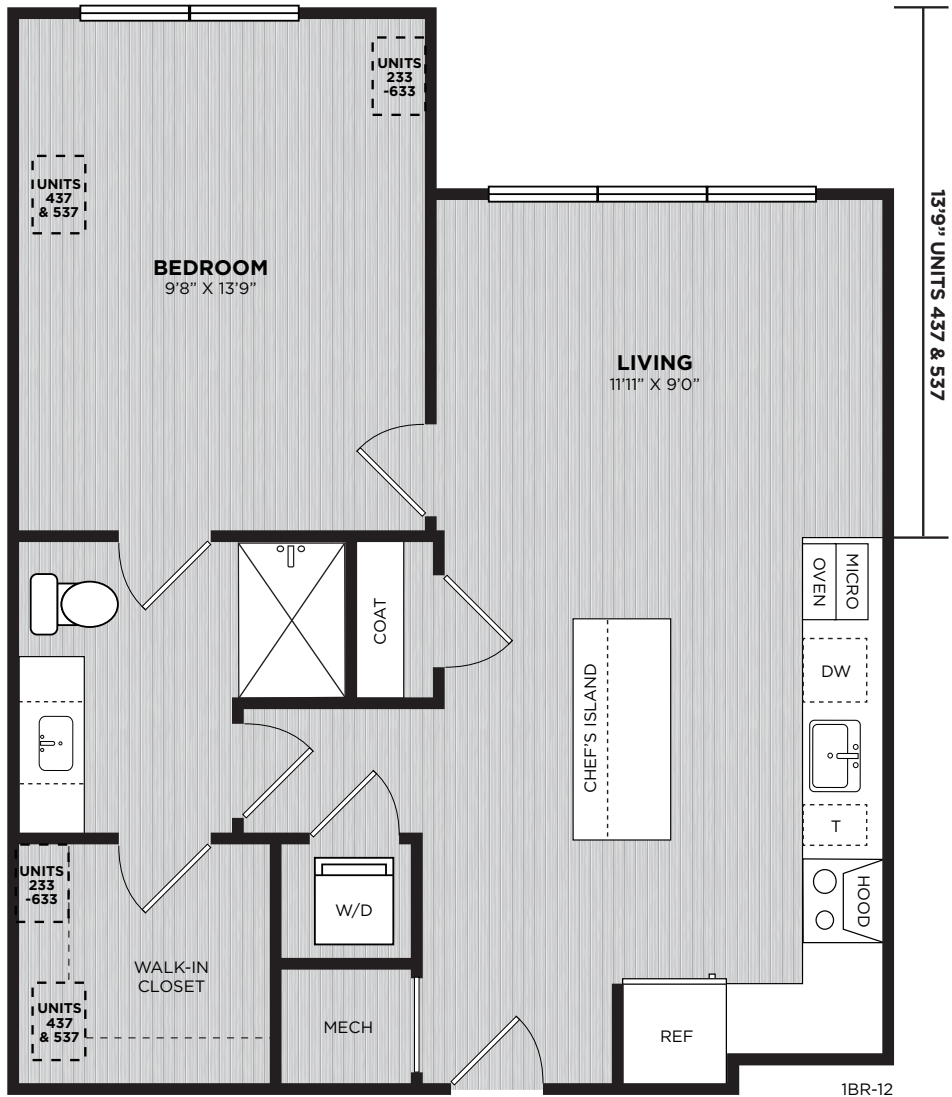 UNITS
233
-633
UNITS
437
& 537
BEDROOM
9'8" X 13'9"
13'9" UNITS 437 & 537
LIVING
11'11" X 9'0"
OVEN
MICRO
COAT
DW
CHEF'S ISLAND
T
HOOD
UNITS
233
-633
W/D
WALK-IN
CLOSET
UNITS
437
& 537
MECH
REF
1BR-12